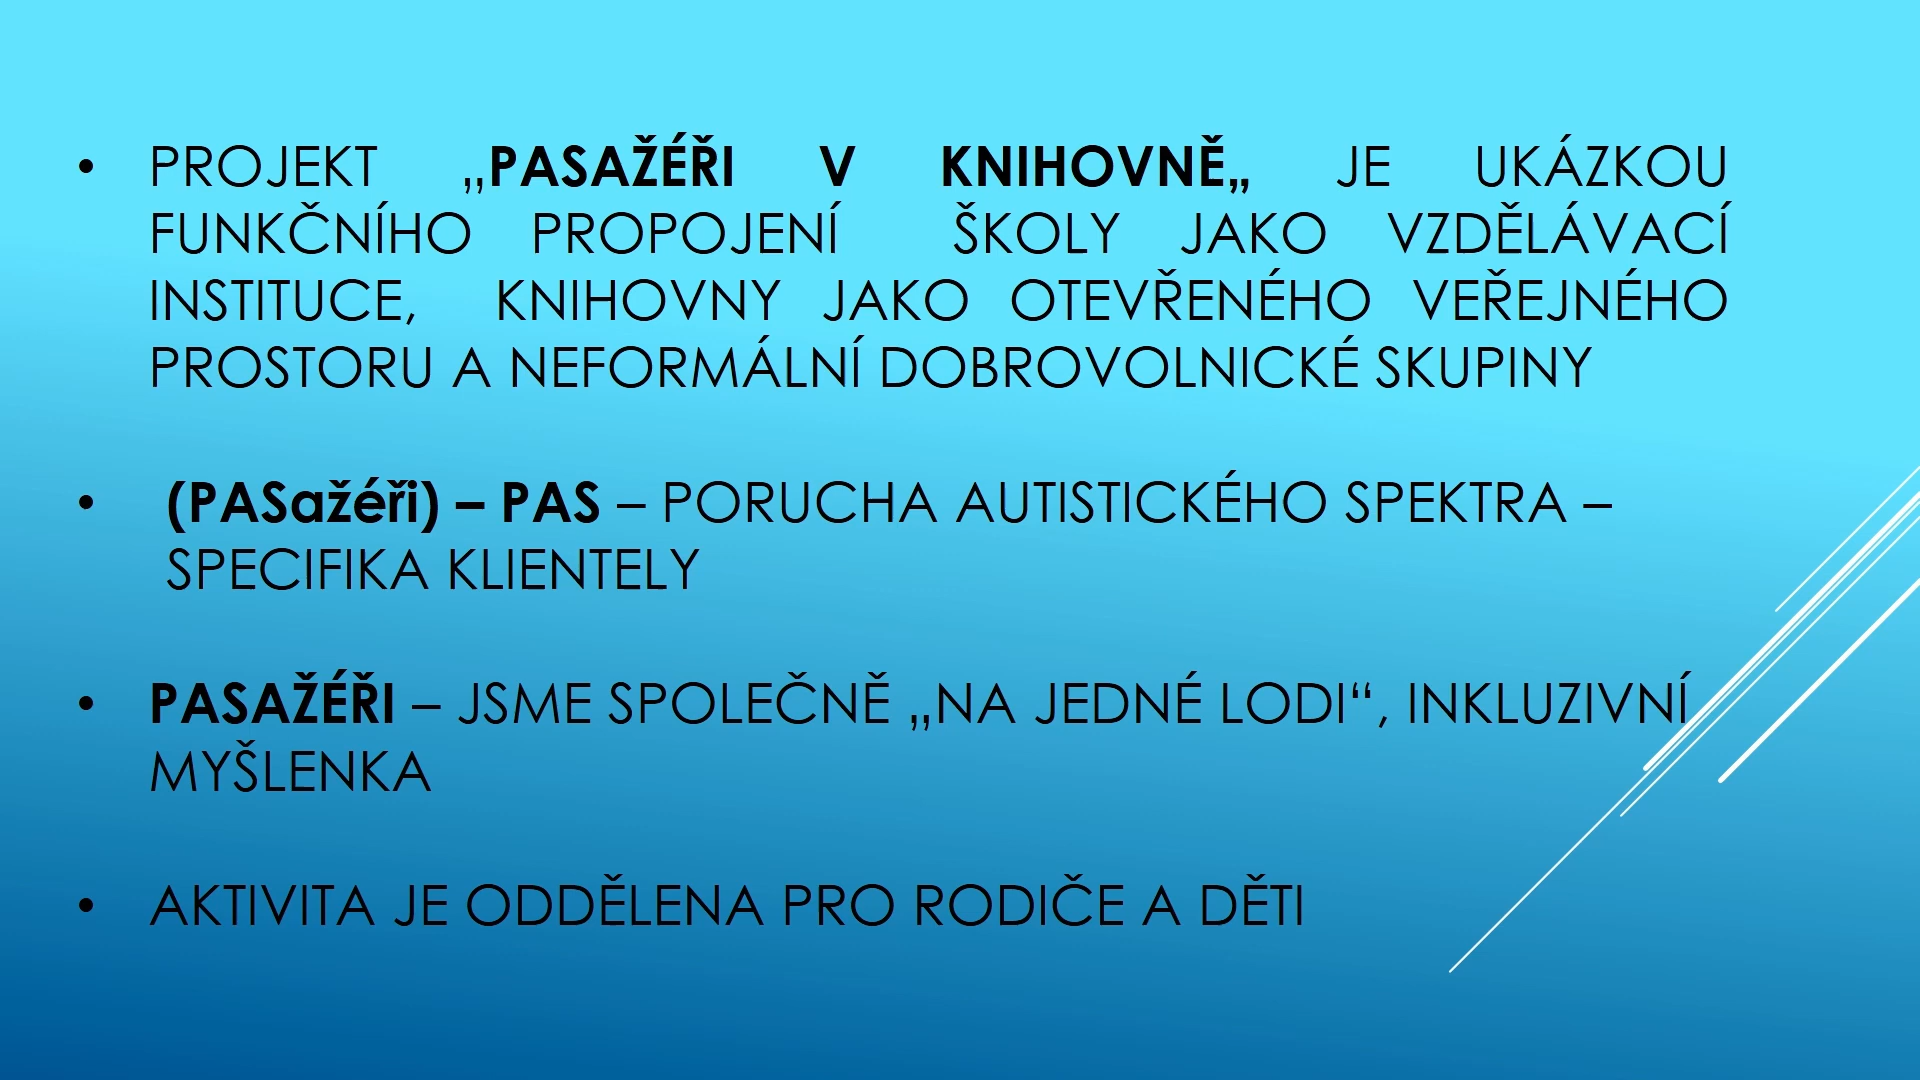 • PROJEKT „PASAŽÉŘI V KNIHOVNĚ„ JE UKÁZKOU
FUNKČNÍHO PROPOJENÍ ŠKOLY JAKO VZDĚLÁVACÍ
INSTITUCE, KNIHOVNY JAKO OTEVŘENÉHO VEŘEJNÉHO
PROSTORU A NEFORMÁLNÍ DOBROVOLNICKÉ SKUPINY
• (PASažéři) – PAS – PORUCHA AUTISTICKÉHO SPEKTRA –
SPECIFIKA KLIENTELY
• PASAŽÉŘI – JSME SPOLEČNĚ „NA JEDNÉ LODI“, INKLUZIVNÍ
MYŠLENKA
• AKTIVITA JE ODDĚLENA PRO RODIČE A DĚTI